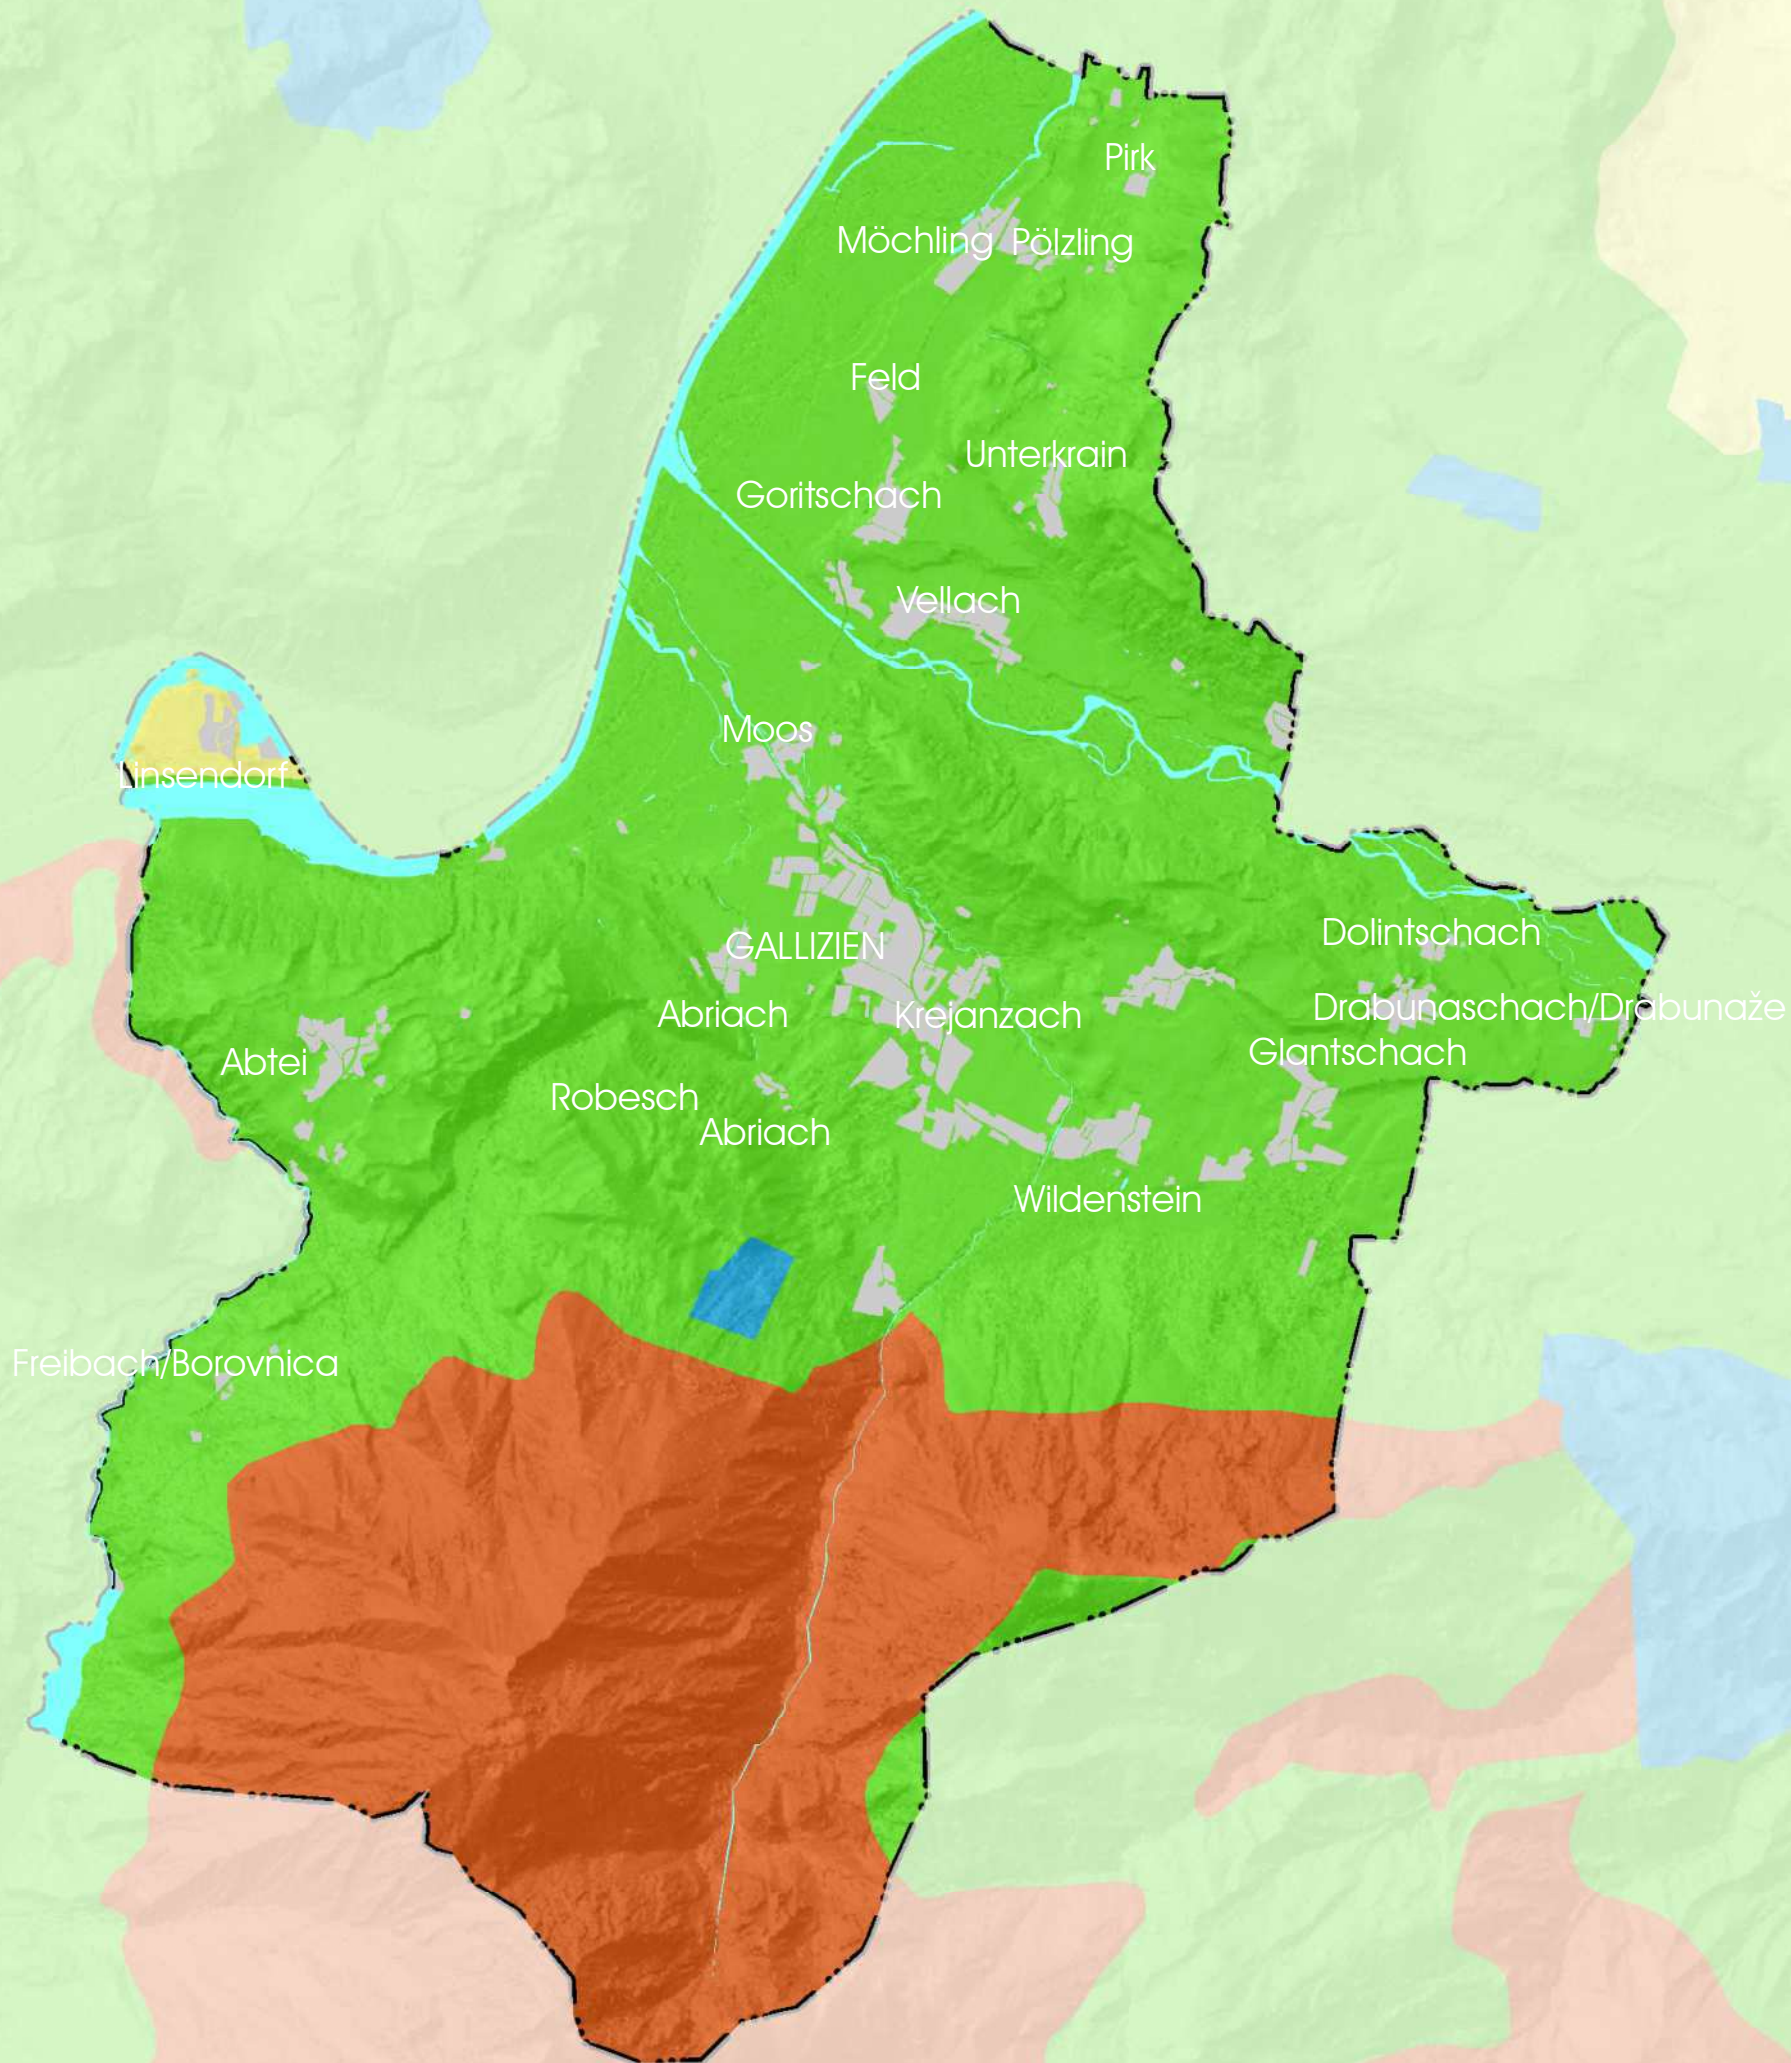 Pirk
Möchling
Pölzling
Feld
Unterkrain
Goritschach
Vellach
Moos
Linsendorf
Dolintschach
GALLIZIEN
Drabunaschach/Drabunaže
Abriach
Krejanzach
Glantschach
Abtei
Robesch
Abriach
Wildenstein
Freibach/Borovnica